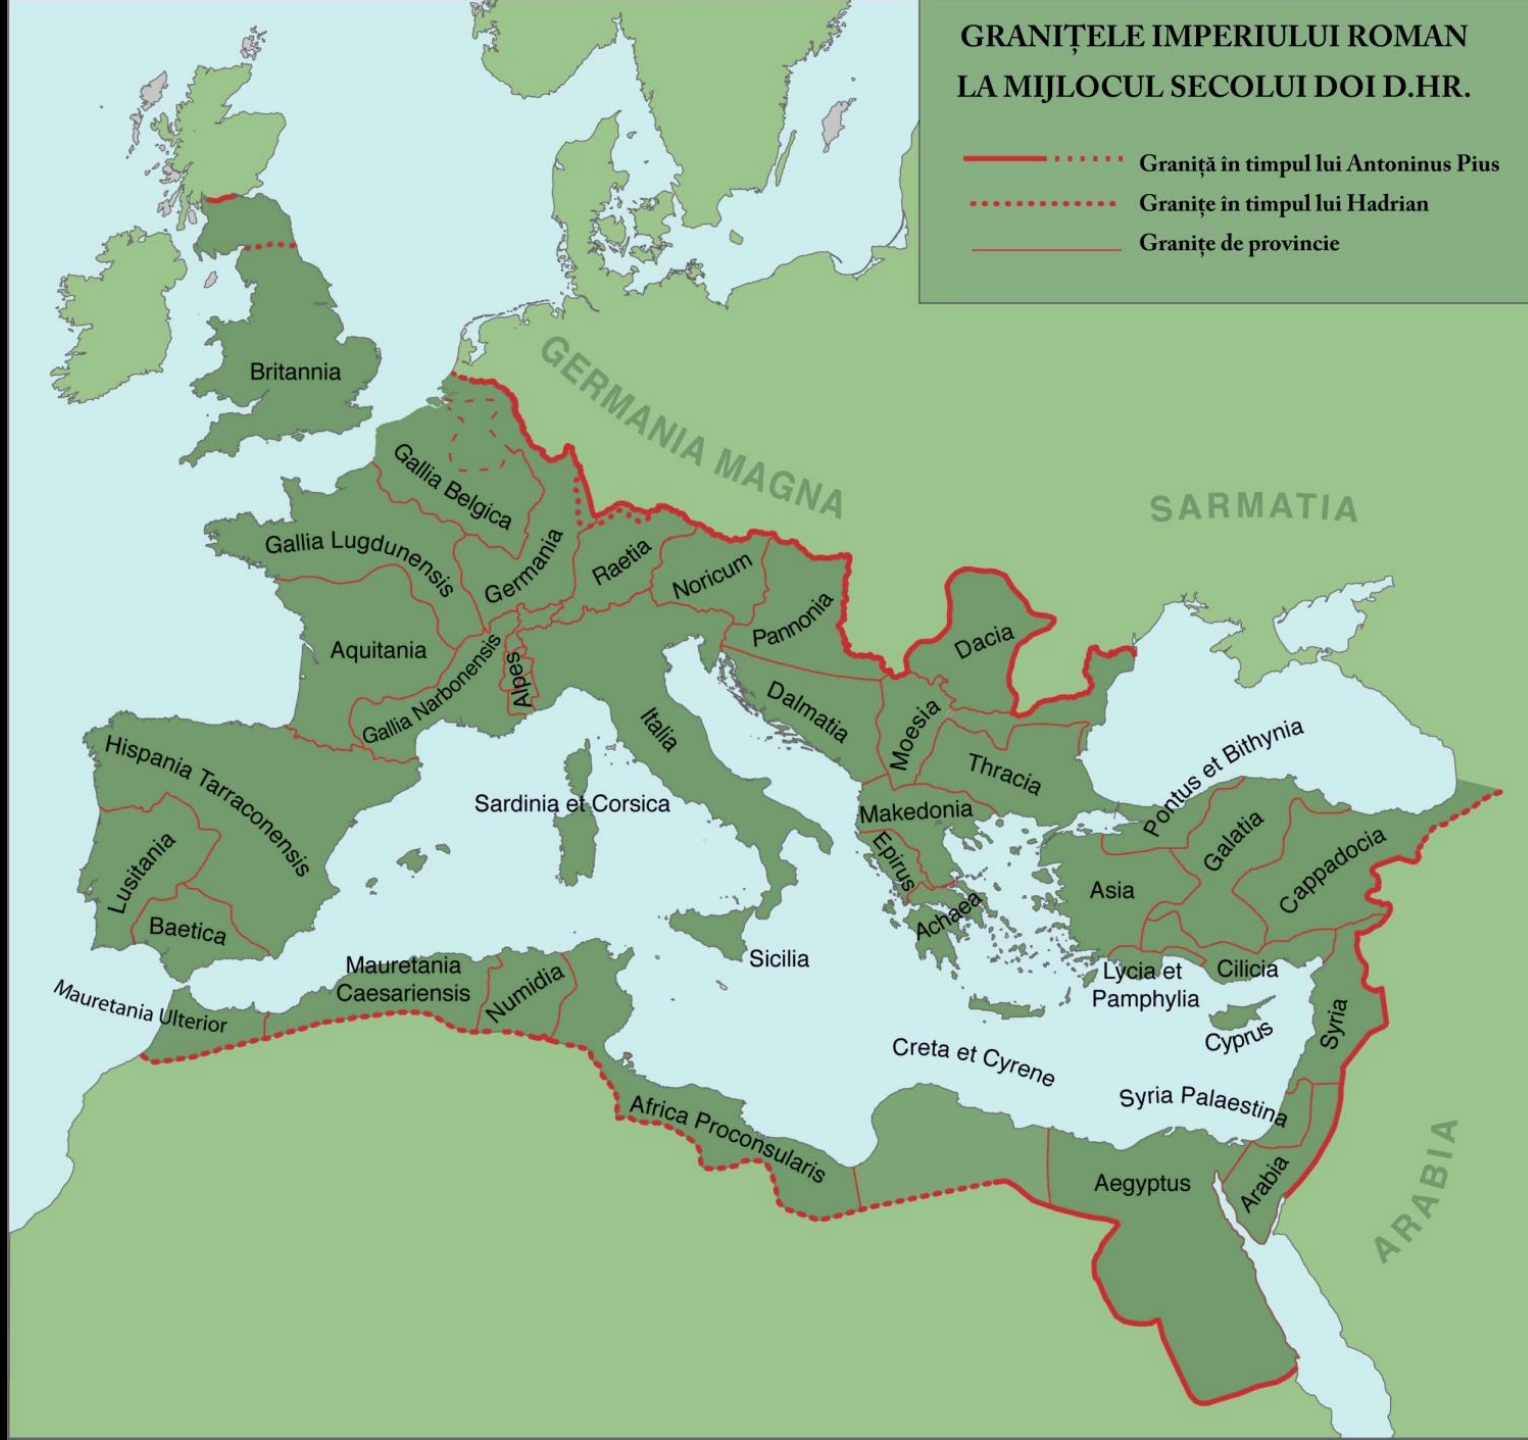 GRANIȚELE IMPERIULUI ROMAN
LA MIJLOCUL SECOLUI DOI D.HR.
Graniță în timpul lui Antoninus Pius
Granițe în timpul lui Hadrian
Granițe de provincie
Britannia
GERMANIA MAGNA
SARMATIA
Gallia Belgica
Gallia Lugdunensis
Germania
Raetia
Noricum
Pannonia
Dacia
Aquitania
Gallia Narbonensis
Alpes
Italia
Dalmatia
Moesia
Thracia
Pontus et Bithynia
Hispania Tarraconensis
Sardinia et Corsica
Makedonia
Epirus
Achaea
Asia
Galatia
Cappadocia
Lusitania
Baetica
Sicilia
Lycia et
Pamphylia
Cilicia
Syria
Cyprus
Mauretania Ulterior
Mauretania
Caesariensis
Numidia
Creta et Cyrene
Syria Palaestina
Africa Proconsularis
Aegyptus
Arabia
ARABIA